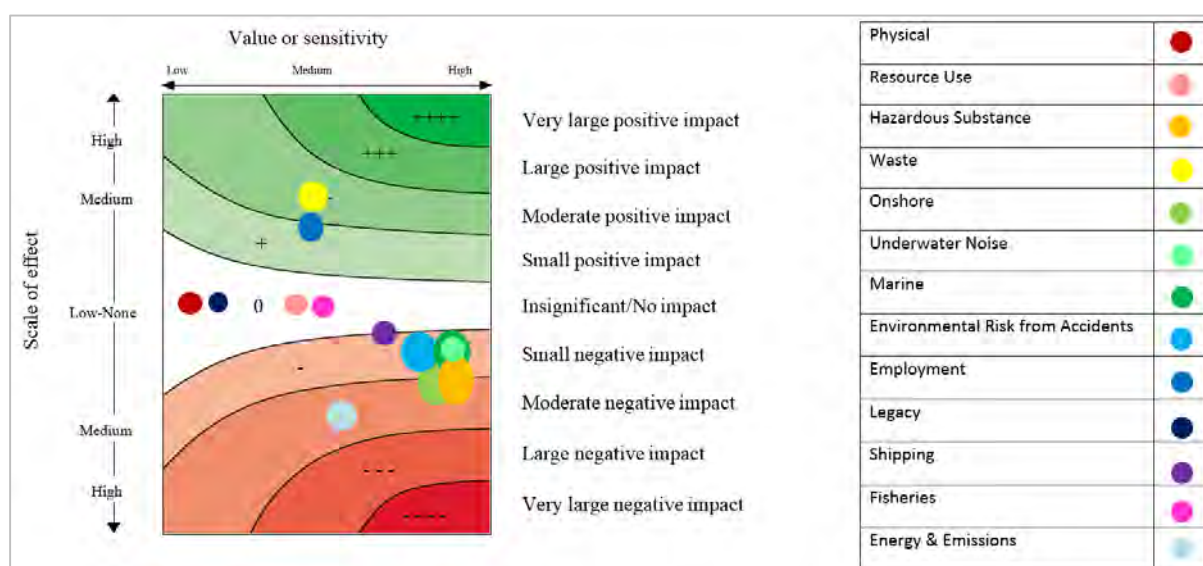 Value or sensitivity
Low Medium High
Scale of effect
High
Medium
Low-None
Medium
High
++++
+++
-
+
0
-
- - -
- - - -
Very large positive impact
Large positive impact
Moderate positive impact
Small positive impact
Insignificant/No impact
Small negative impact
Moderate negative impact
Large negative impact
Very large negative impact
Physical
Resource Use
Hazardous Substance
Waste
Onshore
Underwater Noise
Marine
Environmental Risk from Accidents
Employment
Legacy
Shipping
Fisheries
Energy & Emissions